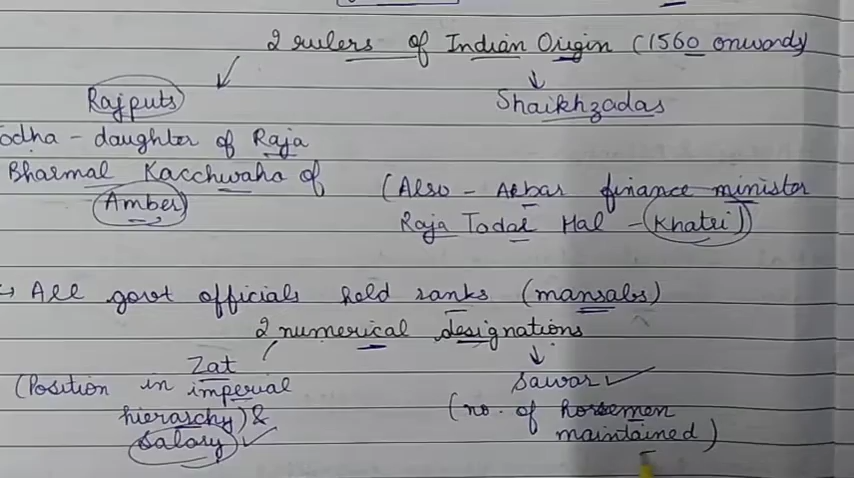 2 rulers of Indian Origin (1560 onwards)
Rajputs
Shaikhzadas
odha - daughter of Raja
Bharmal Kacchwaha of
Amber
(Also - Akbar finance minister
Raja Todar Mal - Khatri)
→ All govt officials held ranks (mansabs)
2 numerical designations
Zat
(Position in imperial
hierarchy) &
Salary
Sawar
(no. of horsemen
maintained)